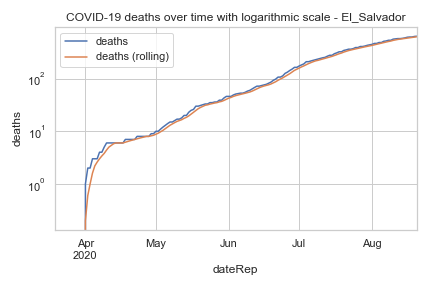 COVID-19 deaths over time with logarithmic scale - El_Salvador
deaths
deaths (rolling)
10²
10¹
10⁰
deaths
Apr May Jun Jul Aug
2020
dateRep